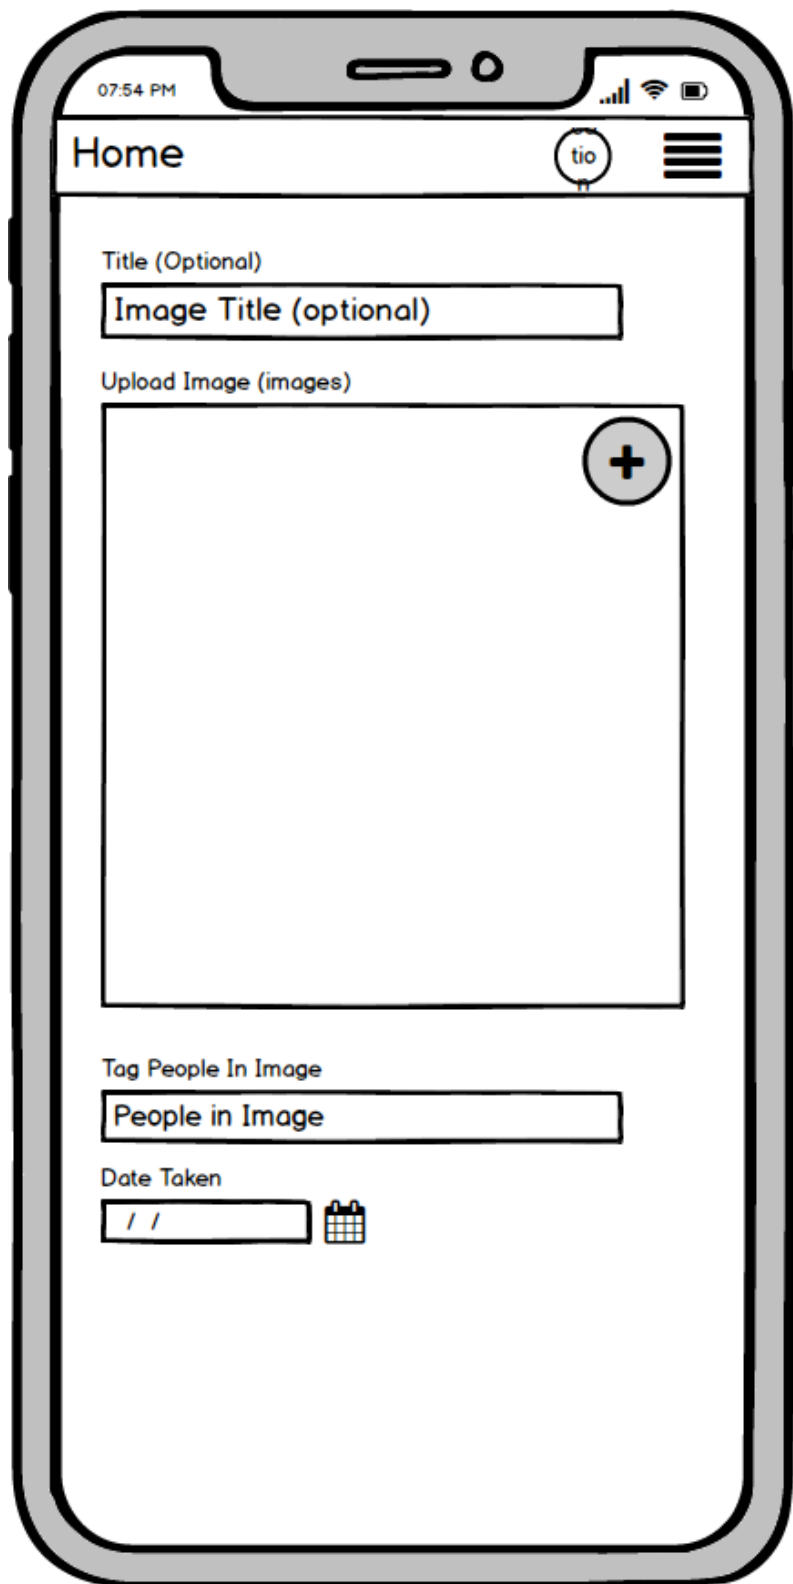 07:54 PM
Home
tio
n
Title (Optional)
Image Title (optional)
Upload Image (images)
+
Tag People In Image
People in Image
Date Taken
/ /